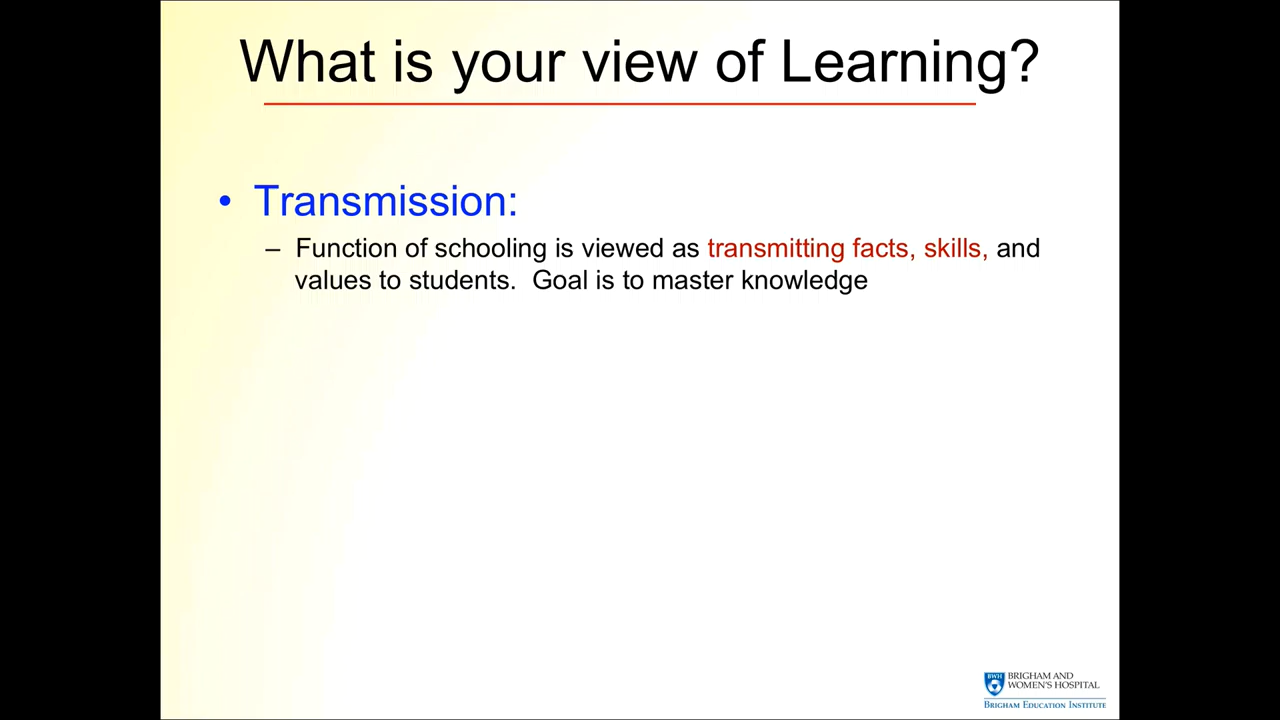 What is your view of Learning?
• Transmission:
– Function of schooling is viewed as transmitting facts, skills, and
values to students.  Goal is to master knowledge
BWH
BRIGHAM AND
WOMEN'S HOSPITAL
BRIGHAM EDUCATION INSTITUTE